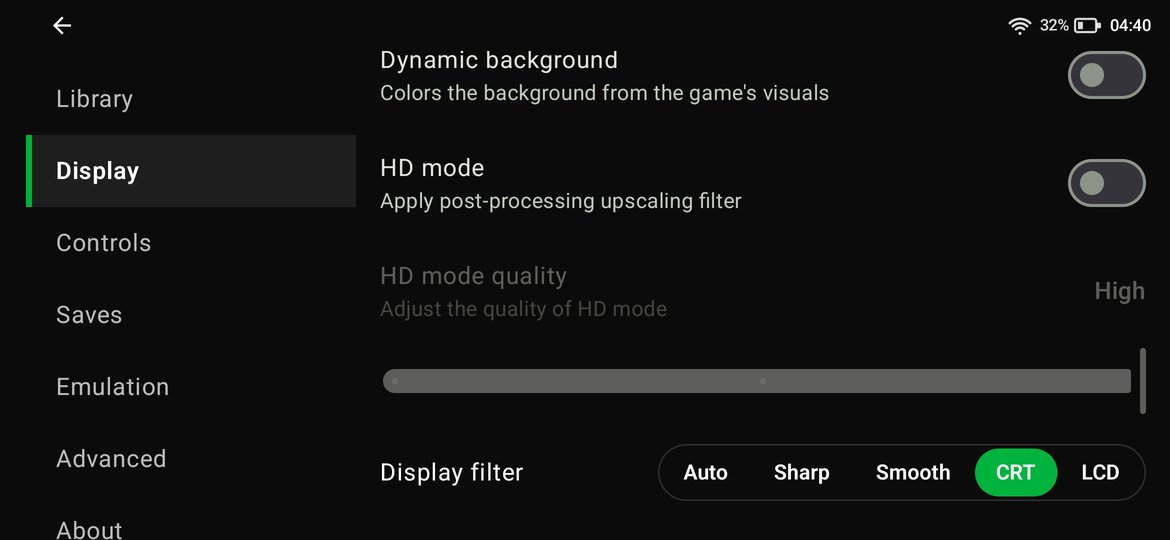 32% 04:40
Library
Display
Controls
Saves
Emulation
Advanced
About
Dynamic background
Colors the background from the game's visuals
HD mode
Apply post-processing upscaling filter
HD mode quality
Adjust the quality of HD mode
High
Display filter
Auto Sharp Smooth CRT LCD